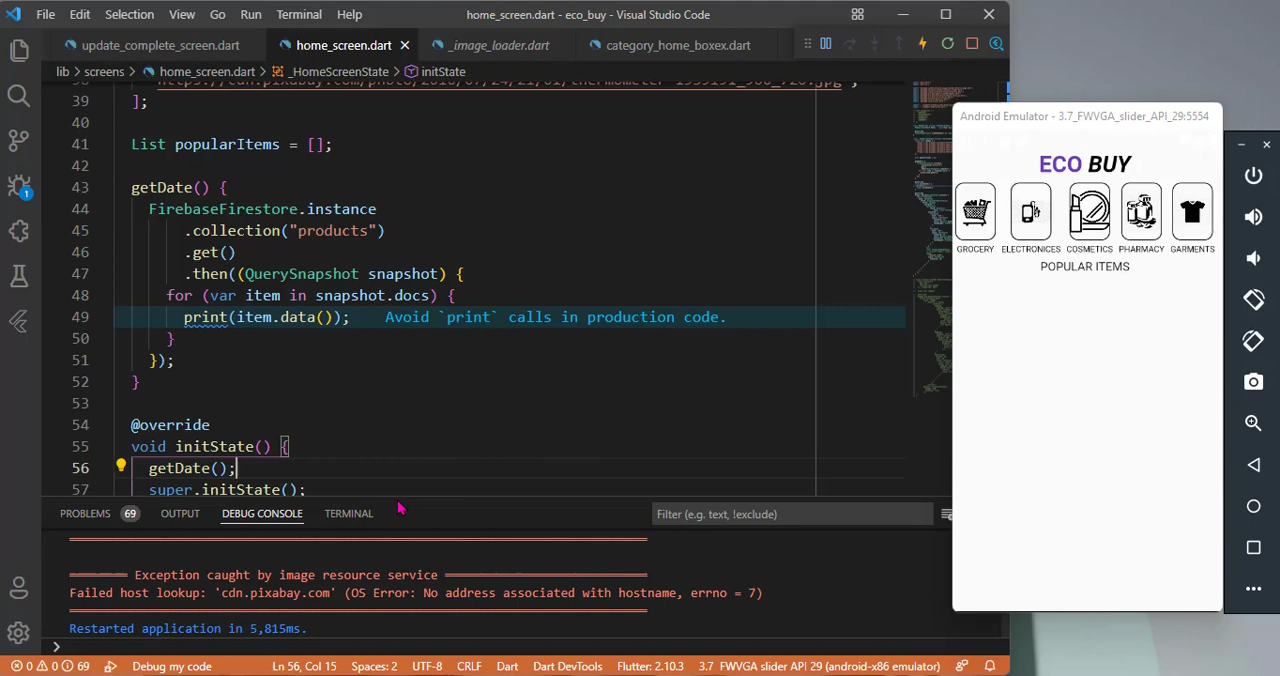 File Edit Selection View Go Run Terminal Help
home_screen.dart - eco_buy - Visual Studio Code
update_complete_screen.dart
home_screen.dart
_image_loader.dart
category_home_boxex.dart
lib > screens > home_screen.dart > _HomeScreenState > initState
39 ];
40
41 List popularItems = [];
42
43 getDate() {
44 FirebaseFirestore.instance
45 .collection("products")
46 .get()
47 .then((QuerySnapshot snapshot) {
48 for (var item in snapshot.docs) {
49 print(item.data()); Avoid `print` calls in production code.
50 }
51 });
52 }
53
54 @override
55 void initState() {
56 getDate();
57 super.initState();
PROBLEMS 69 OUTPUT DEBUG CONSOLE TERMINAL
Filter (e.g. text, !exclude)
Exception caught by image resource service
Failed host lookup: 'cdn.pixabay.com' (OS Error: No address associated with hostname, errno = 7)
Restarted application in 5,815ms.
0 0 69 Debug my code Ln 56, Col 15 Spaces: 2 UTF-8 CRLF Dart Dart DevTools Flutter: 2.10.3 3.7 FWVGA slider API 29 (android-x86 emulator)
1
Android Emulator - 3.7_FWVGA_slider_API_29:5554
ECO BUY
GROCERY ELECTRONICES COSMETICS PHARMACY GARMENTS
POPULAR ITEMS